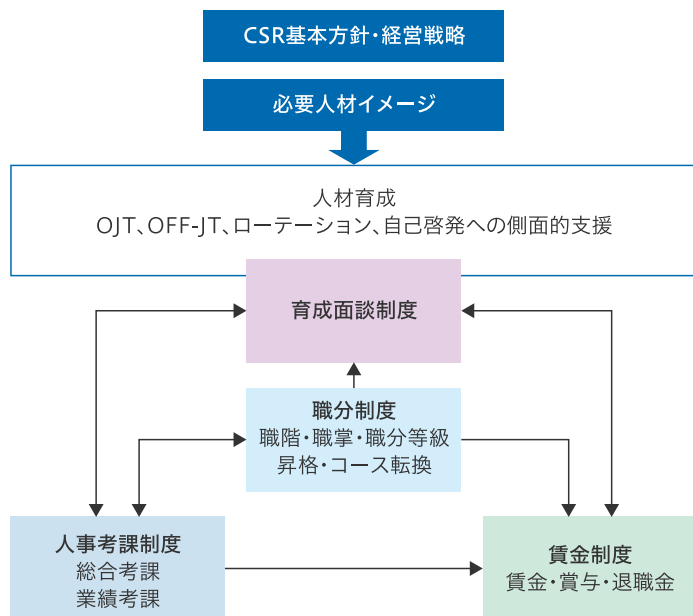 CSR基本方針・経営戦略
必要人材イメージ
人材育成
OJT、OFF-JT、ローテーション、自己啓発への側面的支援
育成面談制度
職分制度
職階・職掌・職分等級
昇格・コース転換
人事考課制度
総合考課
業績考課
賃金制度
賃金・賞与・退職金